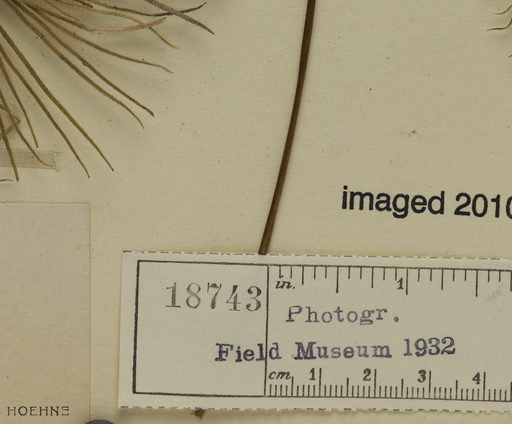 imaged 2010
in. 1
18743
Photogr.
Field Museum 1932
cm. 1 2 3 4
HOEHNE